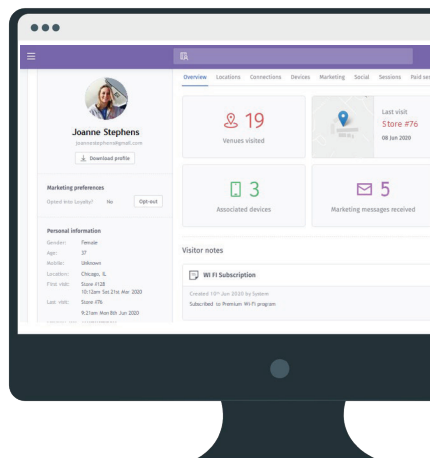 Overview Locations Connections Devices Marketing Social Sessions Paid se
Joanne Stephens
joannestephens@gmail.com
Download profile
19
Venues visited
Last visit
Store #76
08 Jun 2020
3
Associated devices
5
Marketing messages received
Marketing preferences
Opted into Loyalty? No Opt-out
Personal information
Gender: Female
Age: 37
Mobile: Unknown
Location: Chicago, IL
First visit: Store #128
10:12am Sat 21st Mar 2020
Last visit: Store #76
9:21am Mon 8th Jun 2020
Visitor notes
WI FI Subscription
Created 10th Jun 2020 by System
Subscribed to Premium Wi-Fi program